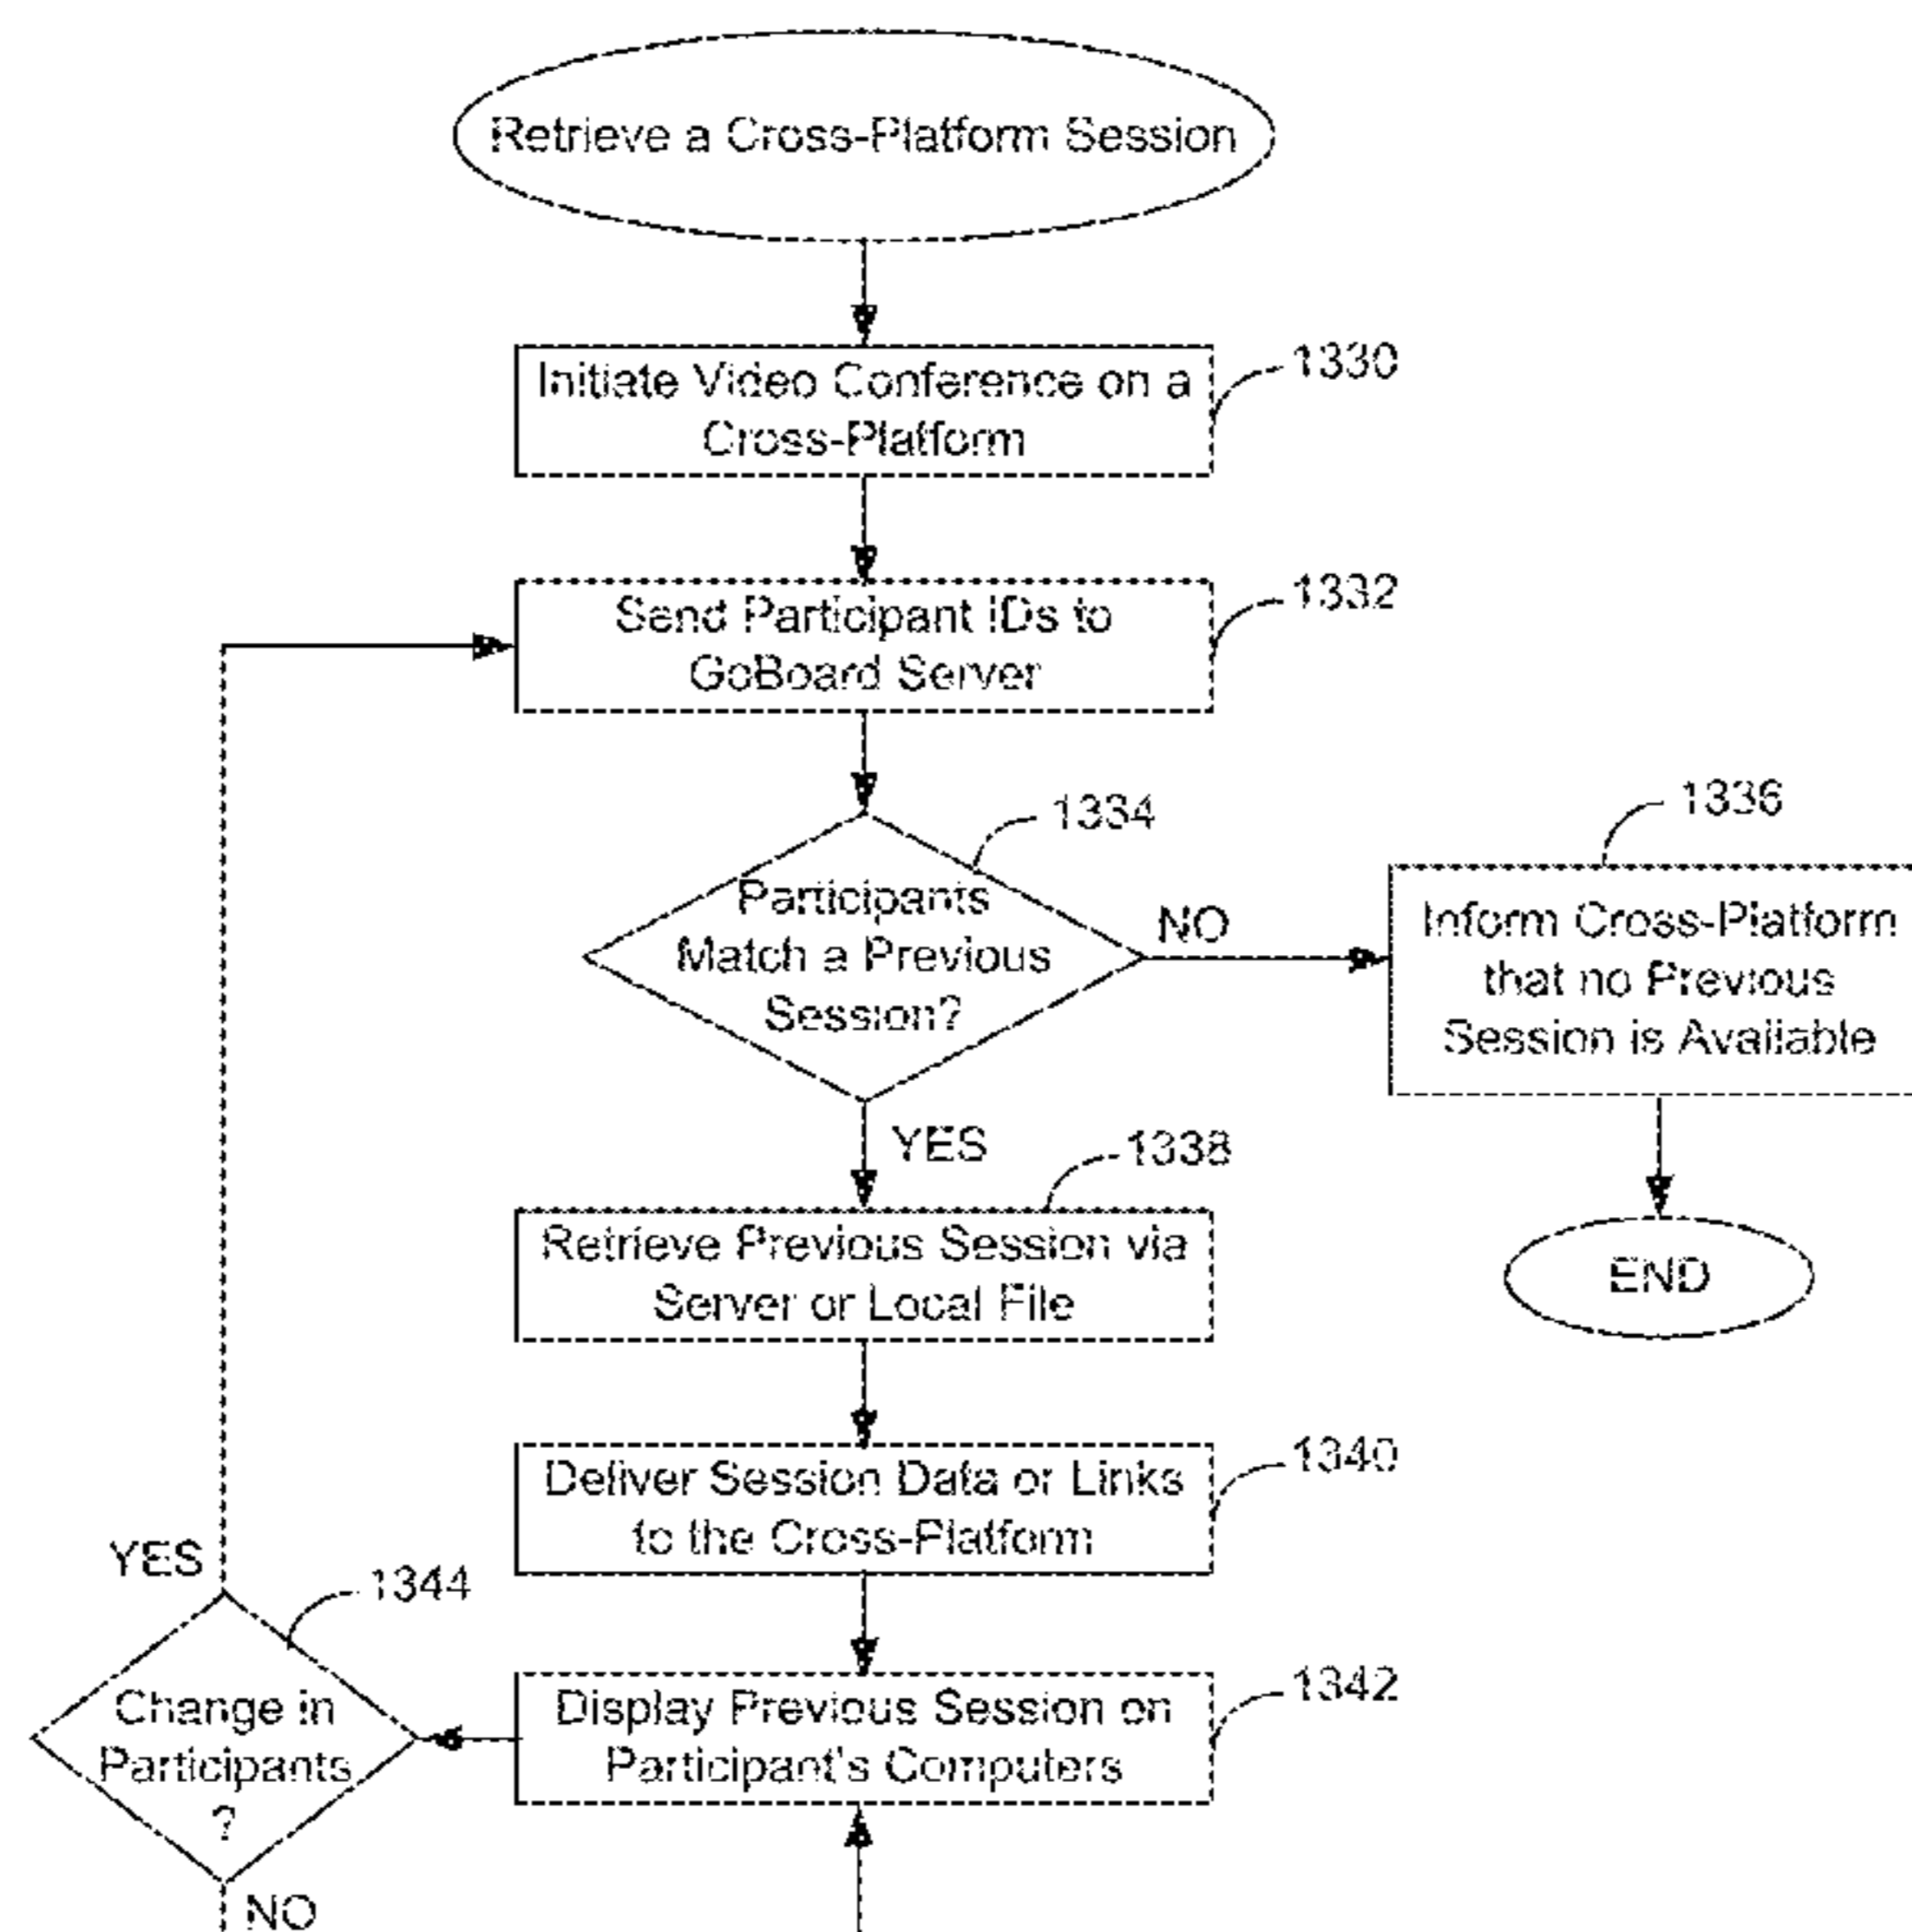 Retrieve a Cross-Platform Session
Initiate Video Conference on a
Cross-Platform
1330
Send Participant IDs to
GoBoard Server
1332
Participants
Match a Previous
Session?
1334
NO
1336
Inform Cross-Platform
that no Previous
Session is Available
END
YES
1338
Retrieve Previous Session via
Server or Local File
Deliver Session Data or Links
to the Cross-Platform
1340
Display Previous Session on
Participant's Computers
1342
YES
1344
Change in
Participants
?
NO